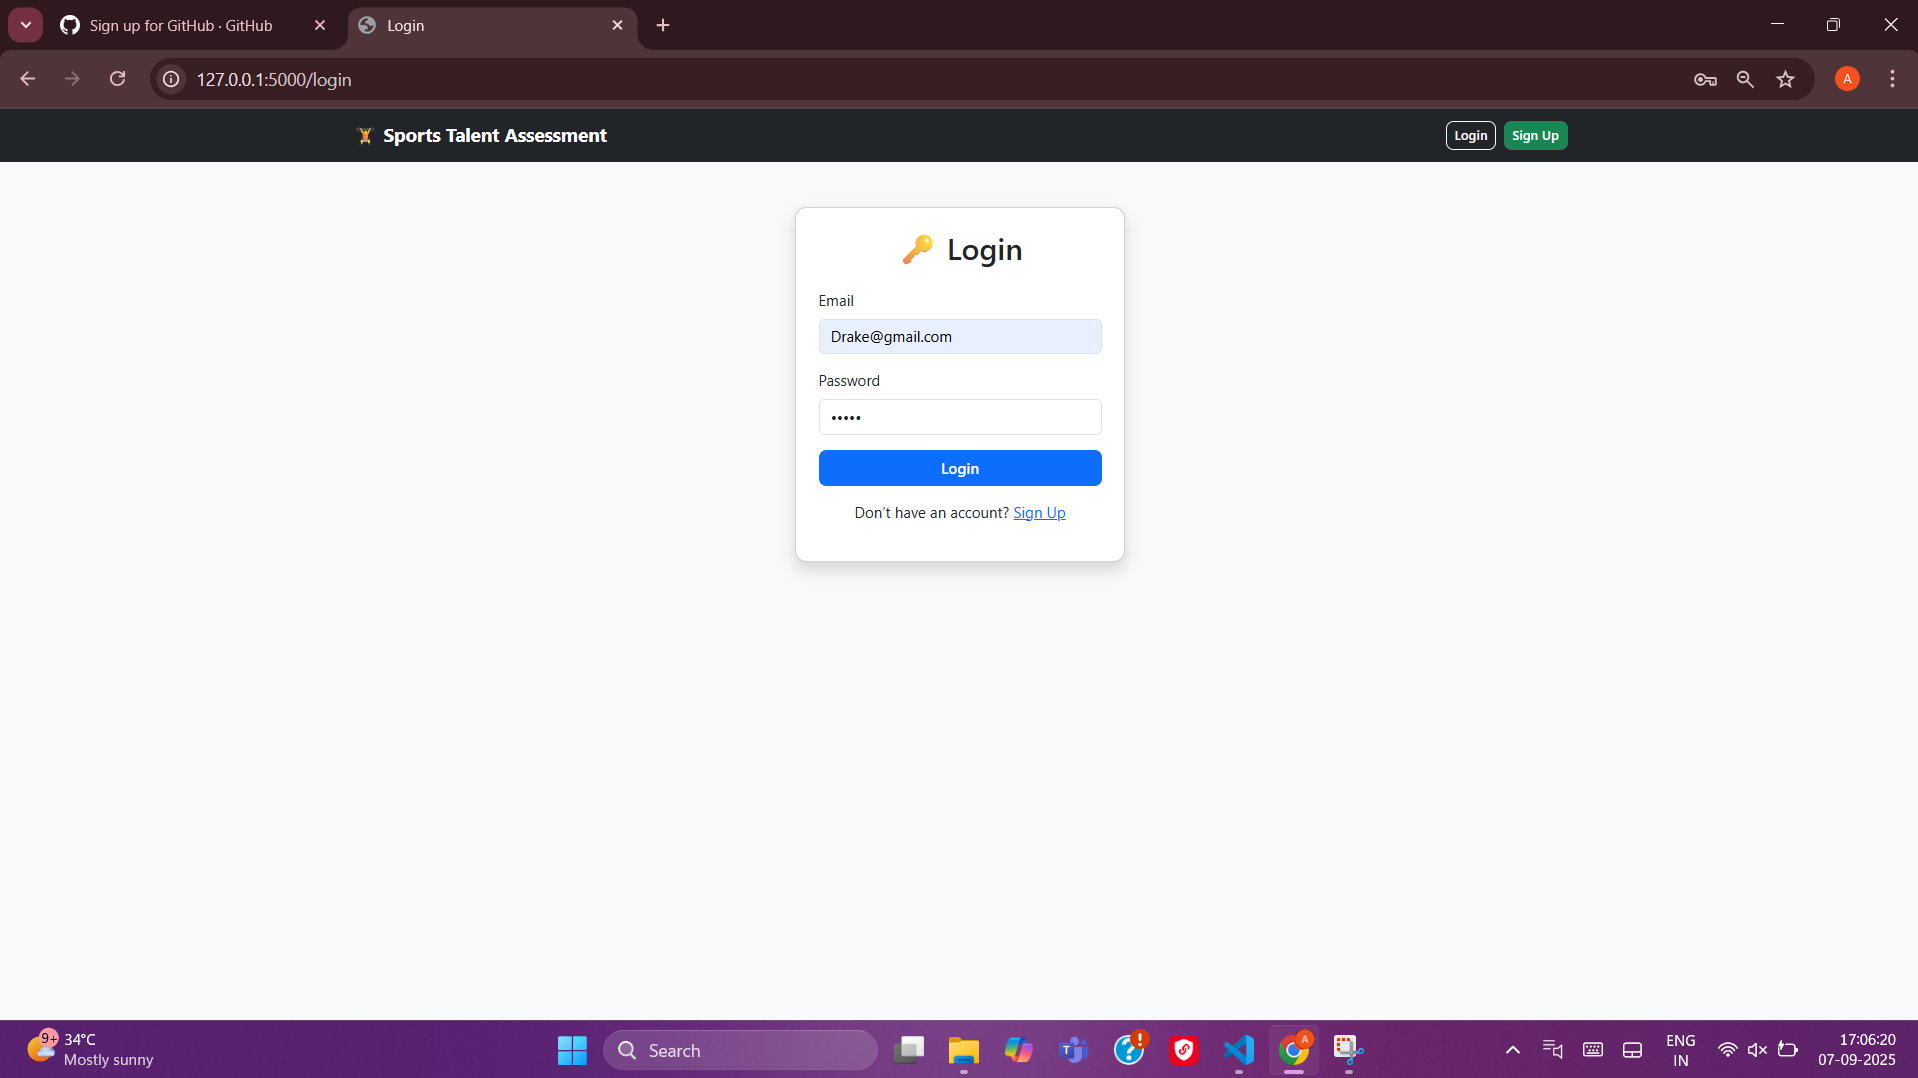 Sign up for GitHub · GitHub
Login
127.0.0.1:5000/login
A
Sports Talent Assessment
Login
Sign Up
Login
Email
Drake@gmail.com
Password
•••••
Login
Don't have an account? Sign Up
9+
34°C
Mostly sunny
Search
T
A
ENG
IN
17:06:20
07-09-2025